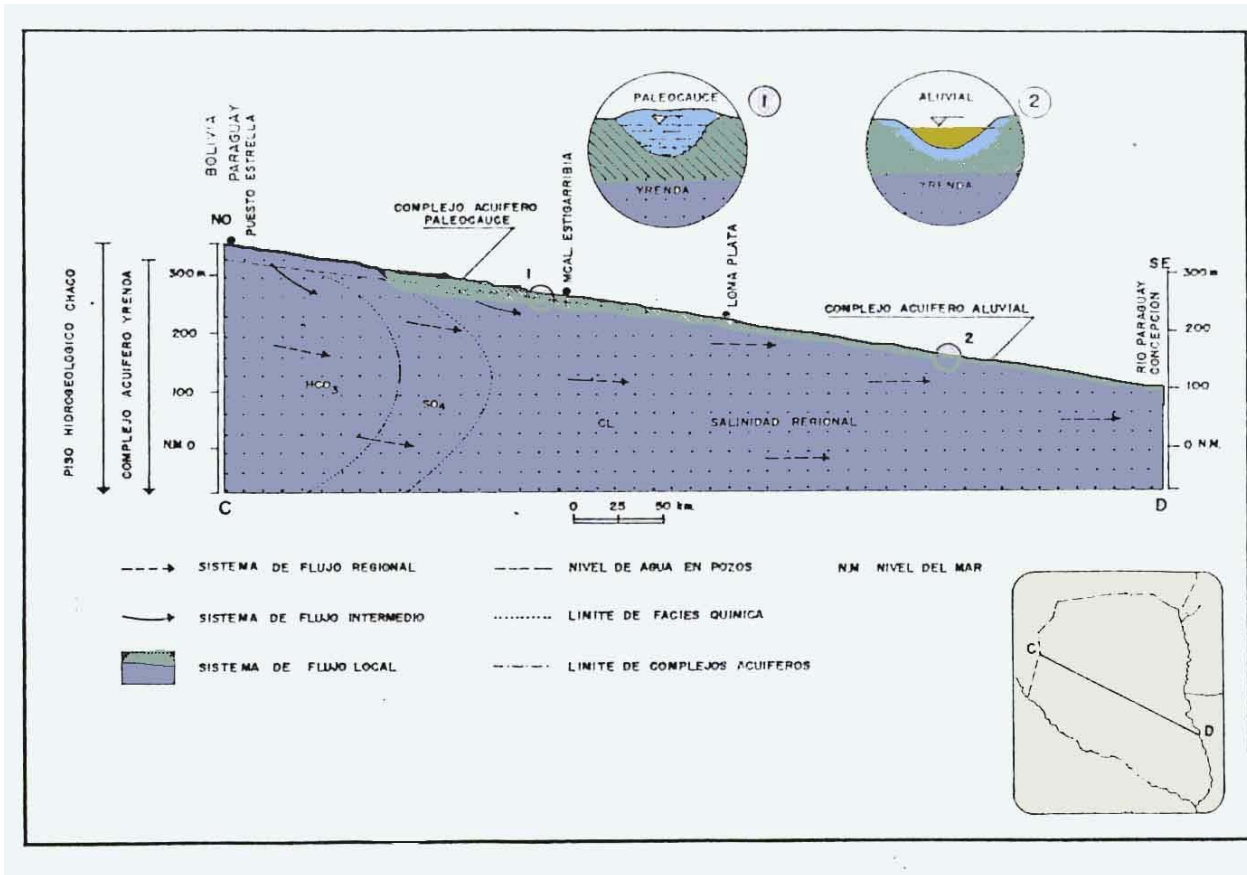 PALEOCAUCE
1
YRENDA
ALUVIAL
2
YRENDA
BOLIVIA
PARAGUAY
PUESTO ESTRELLA
NO
COMPLEJO ACUIFERO
PALEOCAUCE
1
MCAL. ESTIGARRIBIA
LOMA PLATA
COMPLEJO ACUIFERO ALUVIAL
2
SE
RIO PARAGUAY
CONCEPCION
PISO HIDROGEOLOGICO CHACO
COMPLEJO ACUIFERO YRENDA
300 m
200
100
N.M. 0
300 m
200
100
0 N.M.
HCO3
SO4
CL
SALINIDAD REGIONAL
C
0 25 50 km.
D
SISTEMA DE FLUJO REGIONAL
NIVEL DE AGUA EN POZOS
N.M NIVEL DEL MAR
SISTEMA DE FLUJO INTERMEDIO
LIMITE DE FACIES QUIMICA
SISTEMA DE FLUJO LOCAL
LIMITE DE COMPLEJOS ACUIFEROS
C
D